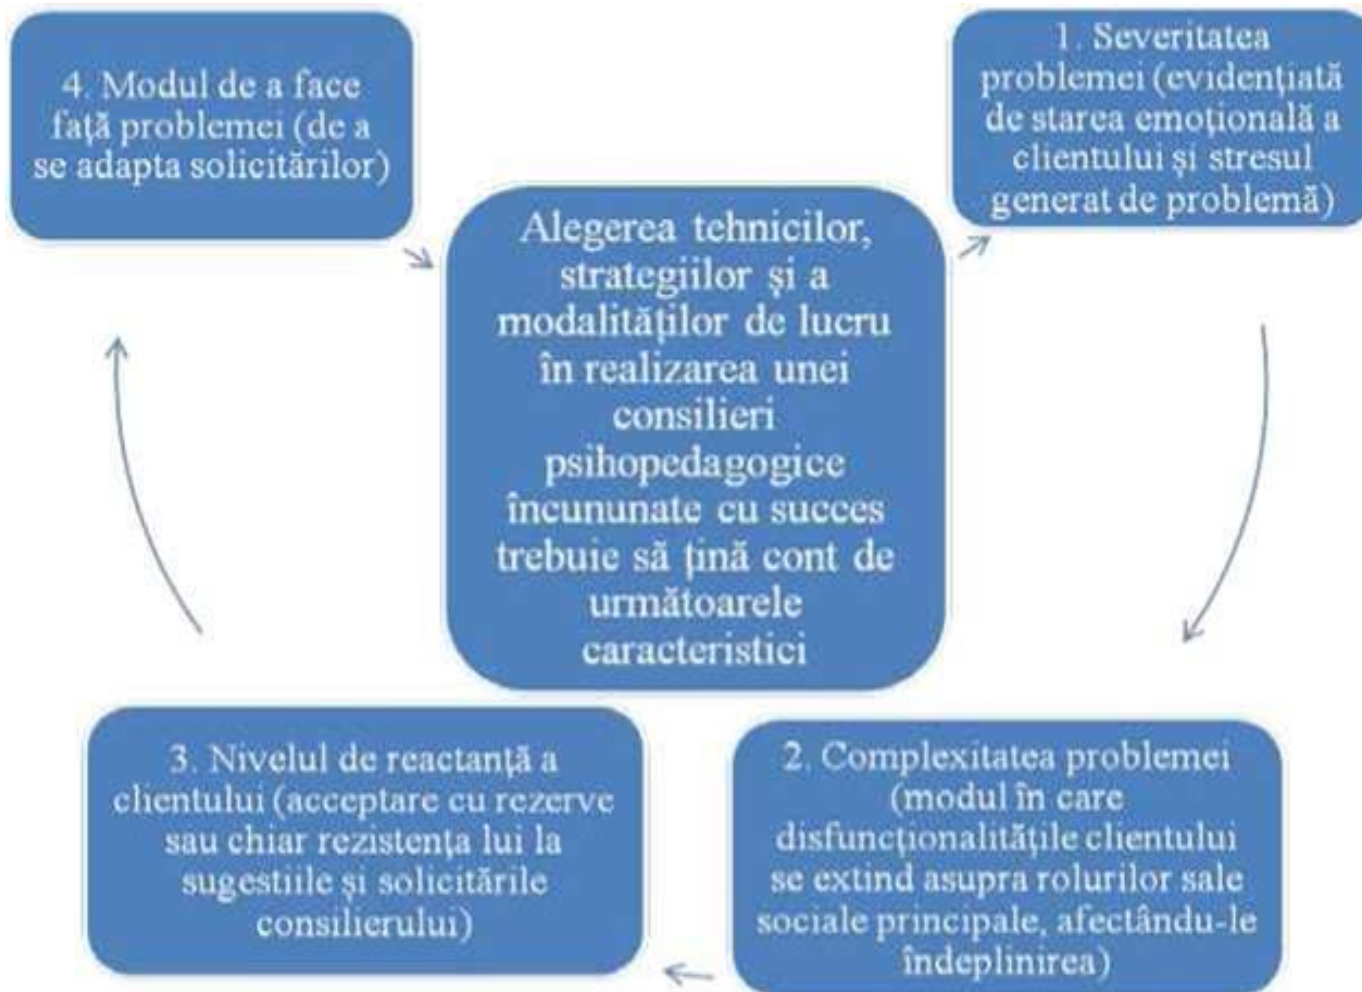 4. Modul de a face
față problemei (de a
se adapta solicitărilor)
1. Severitatea
problemei (evidențiată
de starea emoțională a
clientului și stresul
generat de problemă)
Alegerea tehnicilor,
strategiilor și a
modalităților de lucru
în realizarea unei
consilieri
psihopedagogice
încununate cu succes
trebuie să țină cont de
următoarele
caracteristici
3. Nivelul de reactanță a
clientului (acceptare cu rezerve
sau chiar rezistența lui la
sugestiile și solicitările
consilierului)
2. Complexitatea problemei
(modul în care
disfuncționalitățile clientului
se extind asupra rolurilor sale
sociale principale, afectându-le
îndeplinirea)